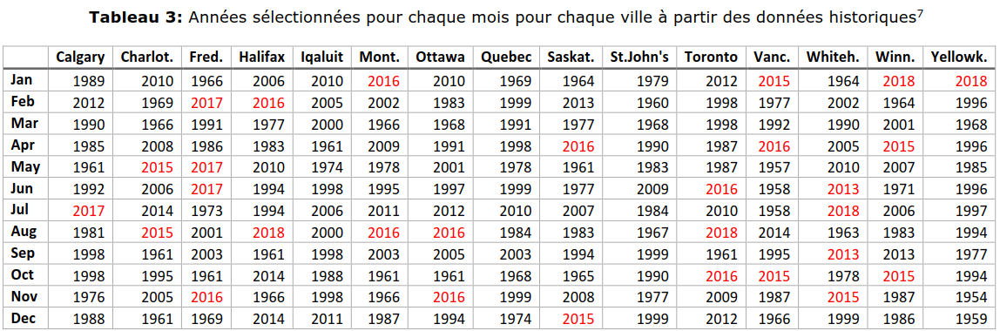 Tableau 3: Années sélectionnées pour chaque mois pour chaque ville à partir des données historiques7
Calgary Charlot. Fred. Halifax Iqaluit Mont. Ottawa Quebec Saskat. St.John's Toronto Vanc. Whiteh. Winn. Yellowk.
Jan 1989 2010 1966 2006 2010 2016 2010 1969 1964 1979 2012 2015 1964 2018 2018
Feb 2012 1969 2017 2016 2005 2002 1983 1999 2013 1960 1998 1977 2002 1964 1996
Mar 1990 1966 1991 1977 2000 1966 1968 1991 1977 1968 1998 1992 1990 2001 1968
Apr 1985 2008 1986 1983 1961 2009 1991 1998 2016 1990 1987 2016 2005 2015 1996
May 1961 2015 2017 2010 1974 1978 2001 1978 1961 1983 1987 1957 2010 2007 1985
Jun 1992 2006 2017 1994 1998 1995 1997 1999 1977 2009 2016 1958 2013 1971 1996
Jul 2017 2014 1973 1994 2006 2011 2012 2010 2007 1984 2010 1958 2018 2006 1997
Aug 1981 2015 2001 2018 2000 2016 2016 1984 1983 1967 2018 2014 1963 1983 1994
Sep 1998 1961 2003 1961 1998 2003 2005 2003 1994 1999 1961 1995 2013 2013 1977
Oct 1998 1995 1961 2014 1988 1961 1961 1968 1965 1990 2016 2015 1978 2015 1994
Nov 1976 2005 2016 1966 1998 1966 2016 1999 2008 1977 2009 1987 2015 1987 1954
Dec 1988 1961 1969 2014 2011 1987 1994 1974 2015 1999 2012 1966 1999 1986 1959